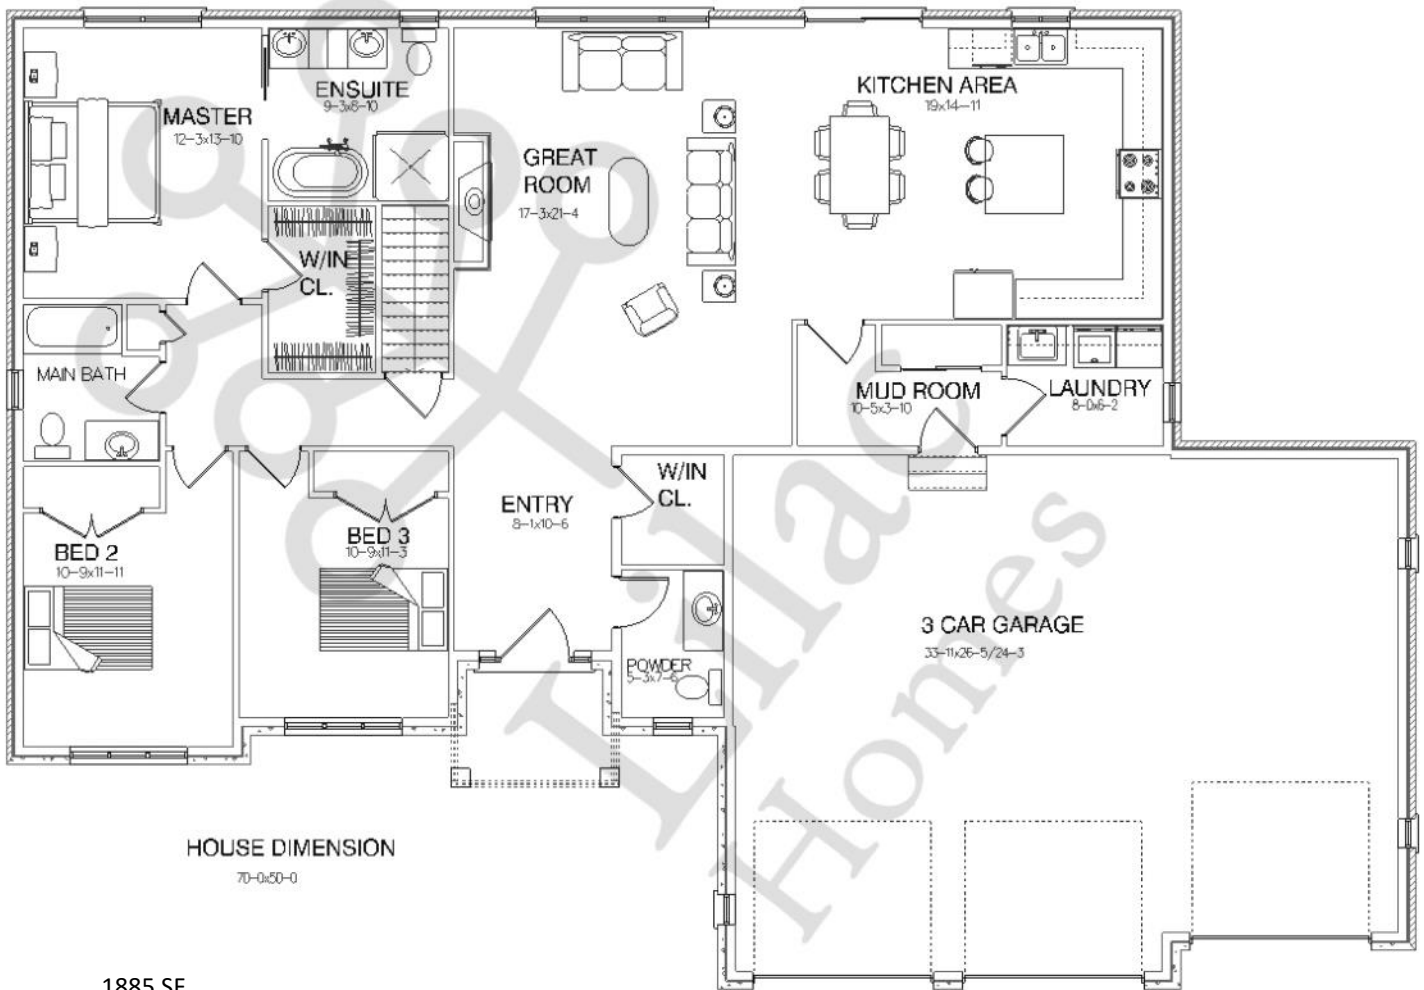 MASTER
12-3x13-10
ENSUITE
9-3x8-10
GREAT
ROOM
17-3x21-4
KITCHEN AREA
19x14-11
W/IN
CL.
MAIN BATH
MUD ROOM
10-5x3-10
LAUNDRY
8-0x6-2
BED 2
10-9x11-11
BED 3
10-9x11-3
ENTRY
8-1x10-6
W/IN
CL.
POWDER
5-3x7-6
3 CAR GARAGE
33-11x26-5/24-3
HOUSE DIMENSION
70-0x50-0
1885 SF
Lilac
Homes